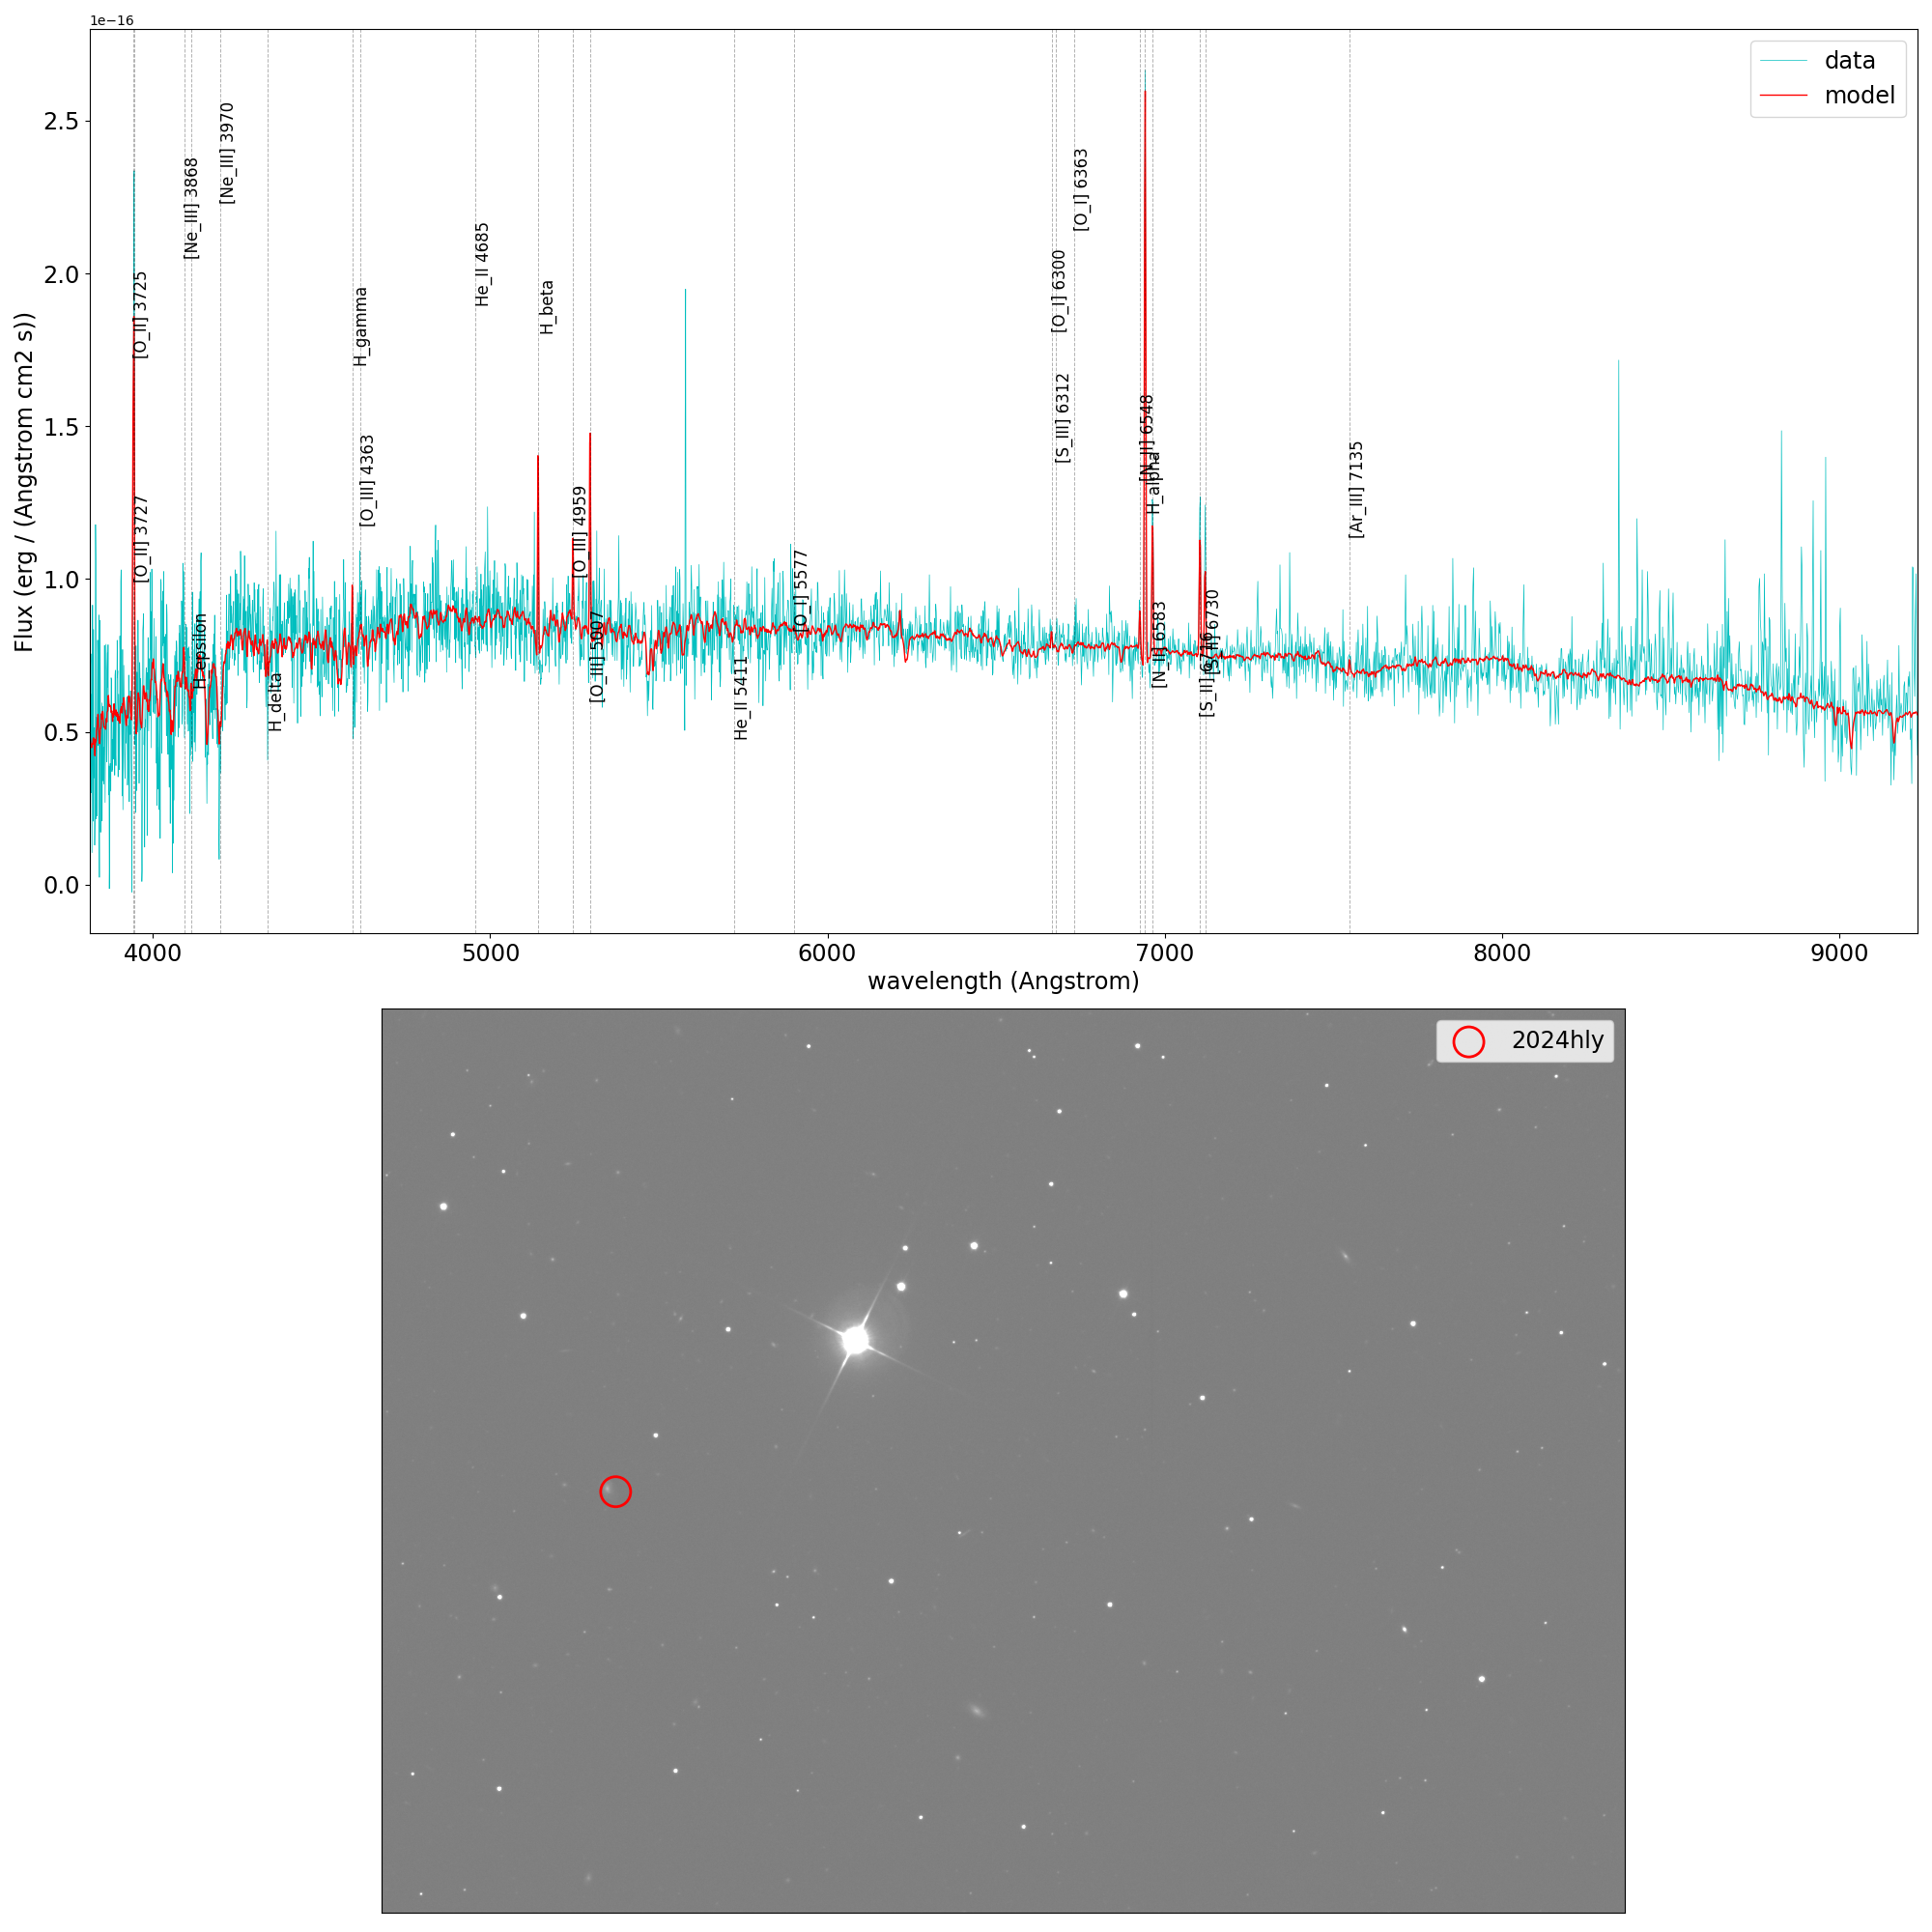 1e−16
data
model
2.5
2.0
1.5
1.0
0.5
0.0
Flux (erg / (Angstrom cm2 s))
[O_II] 3725
[O_II] 3727
[Ne_III] 3868
H_epsilon
[Ne_III] 3970
H_delta
H_gamma
[O_III] 4363
He_II 4685
H_beta
[O_III] 4959
[O_III] 5007
He_II 5411
[O_I] 5577
[O_I] 6300
[S_III] 6312
[O_I] 6363
[N_II] 6548
H_alpha
[N_II] 6583
[S_II] 6716
[S_II] 6730
[Ar_III] 7135
4000
5000
6000
7000
8000
9000
wavelength (Angstrom)
2024hly